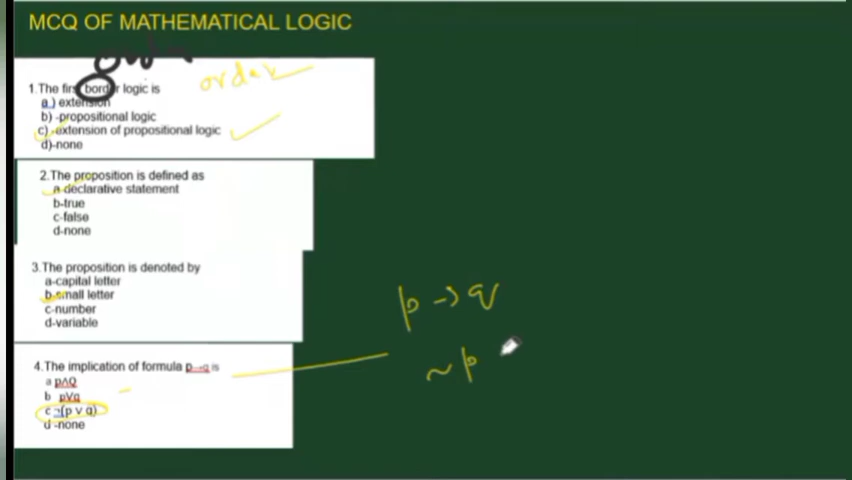 MCQ OF MATHEMATICAL LOGIC
1.The first border logic is
order
a ) extension
b) -propositional logic
c) -extension of propositional logic
d)-none
2.The proposition is defined as
a-declarative statement
b-true
c-false
d-none
3.The proposition is denoted by
a-capital letter
b-small letter
c-number
d-variable
p → q
4.The implication of formula p→q is
~ p
a p∧Q
b p∨q
c ¬(p ∨ q)
d -none